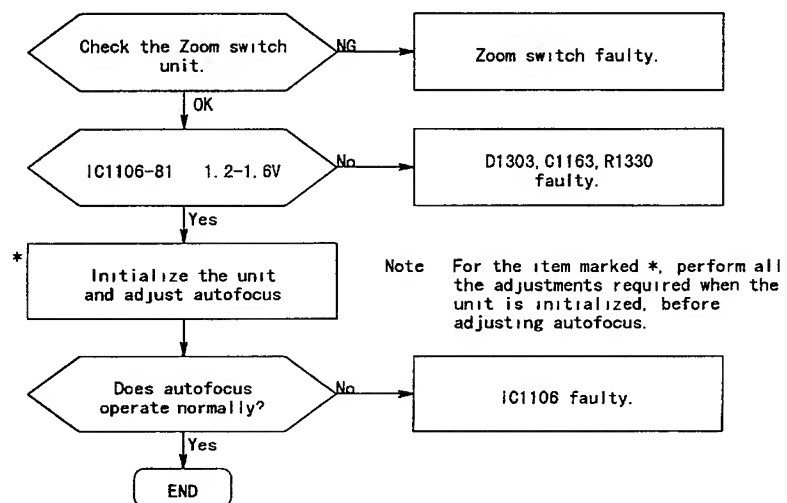 Check the Zoom switch
unit.
NG
Zoom switch faulty.
OK
IC1106-81 1.2-1.6V
No
D1303, C1163, R1330
faulty.
Yes
*
Initialize the unit
and adjust autofocus
Note For the item marked *, perform all
the adjustments required when the
unit is initialized, before
adjusting autofocus.
Does autofocus
operate normally?
No
IC1106 faulty.
Yes
END